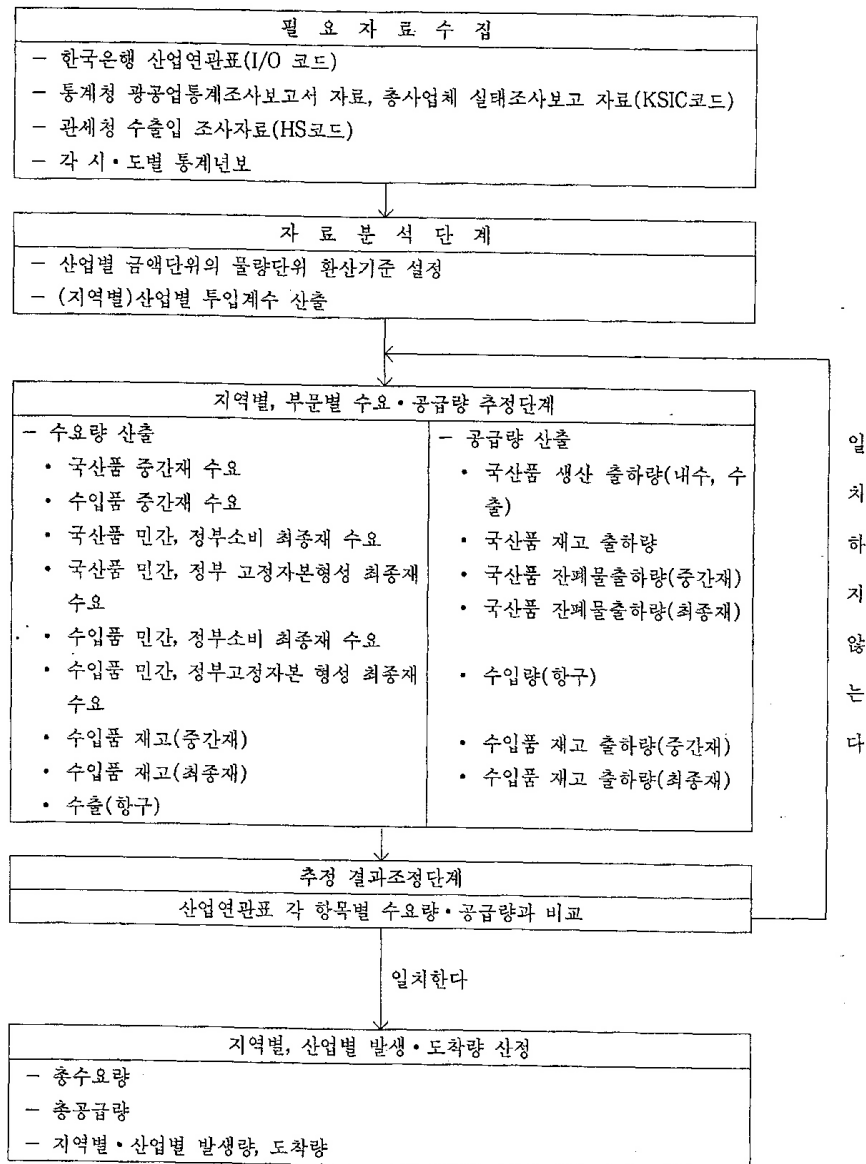 필 요 자 료 수 집
- 한국은행 산업연관표(I/O 코드)
- 통계청 광공업통계조사보고서 자료, 총사업체 실태조사보고 자료(KSIC코드)
- 관세청 수출입 조사자료(HS코드)
- 각 시·도별 통계년보
자 료 분 석 단 계
- 산업별 금액단위의 물량단위 환산기준 설정
- (지역별)산업별 투입계수 산출
지역별, 부문별 수요·공급량 추정단계
- 수요량 산출
• 국산품 중간재 수요
• 수입품 중간재 수요
• 국산품 민간, 정부소비 최종재 수요
• 국산품 민간, 정부 고정자본형성 최종재
수요
• 수입품 민간, 정부소비 최종재 수요
• 수입품 민간, 정부고정자본 형성 최종재
수요
• 수입품 재고(중간재)
• 수입품 재고(최종재)
• 수출(항구)
- 공급량 산출
• 국산품 생산 출하량(내수, 수
출)
• 국산품 재고 출하량
• 국산품 잔폐물출하량(중간재)
• 국산품 잔폐물출하량(최종재)
• 수입량(항구)
• 수입품 재고 출하량(중간재)
• 수입품 재고 출하량(최종재)
일
치
하
지
않
는
다
추정 결과조정단계
산업연관표 각 항목별 수요량·공급량과 비교
일치한다
지역별, 산업별 발생·도착량 산정
- 총수요량
- 총공급량
- 지역별·산업별 발생량, 도착량